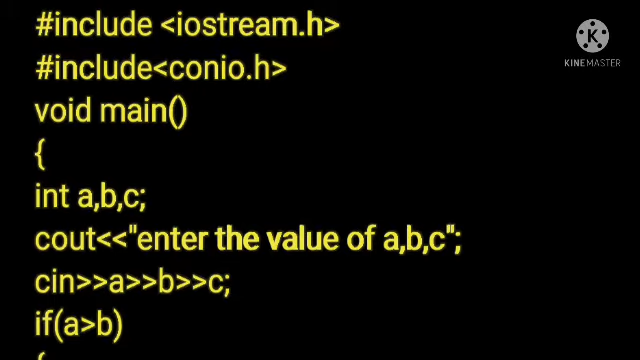 #include <iostream.h>
#include<conio.h>
void main()
{
int a,b,c;
cout<<"enter the value of a,b,c";
cin>>a>>b>>c;
if(a>b)
{
K
KINEMASTER